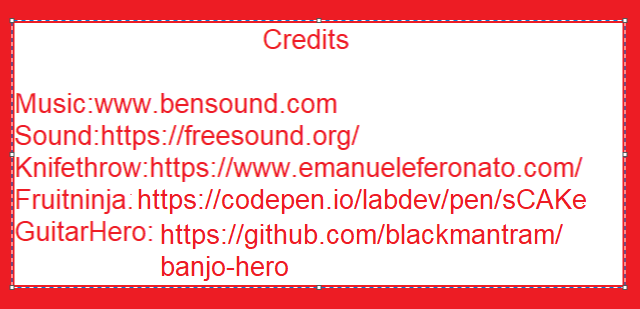 Credits
Music:www.bensound.com
Sound:https://freesound.org/
Knifethrow:https://www.emanueleferonato.com/
Fruitninja: https://codepen.io/labdev/pen/sCAKe
GuitarHero: https://github.com/blackmantram/
banjo-hero